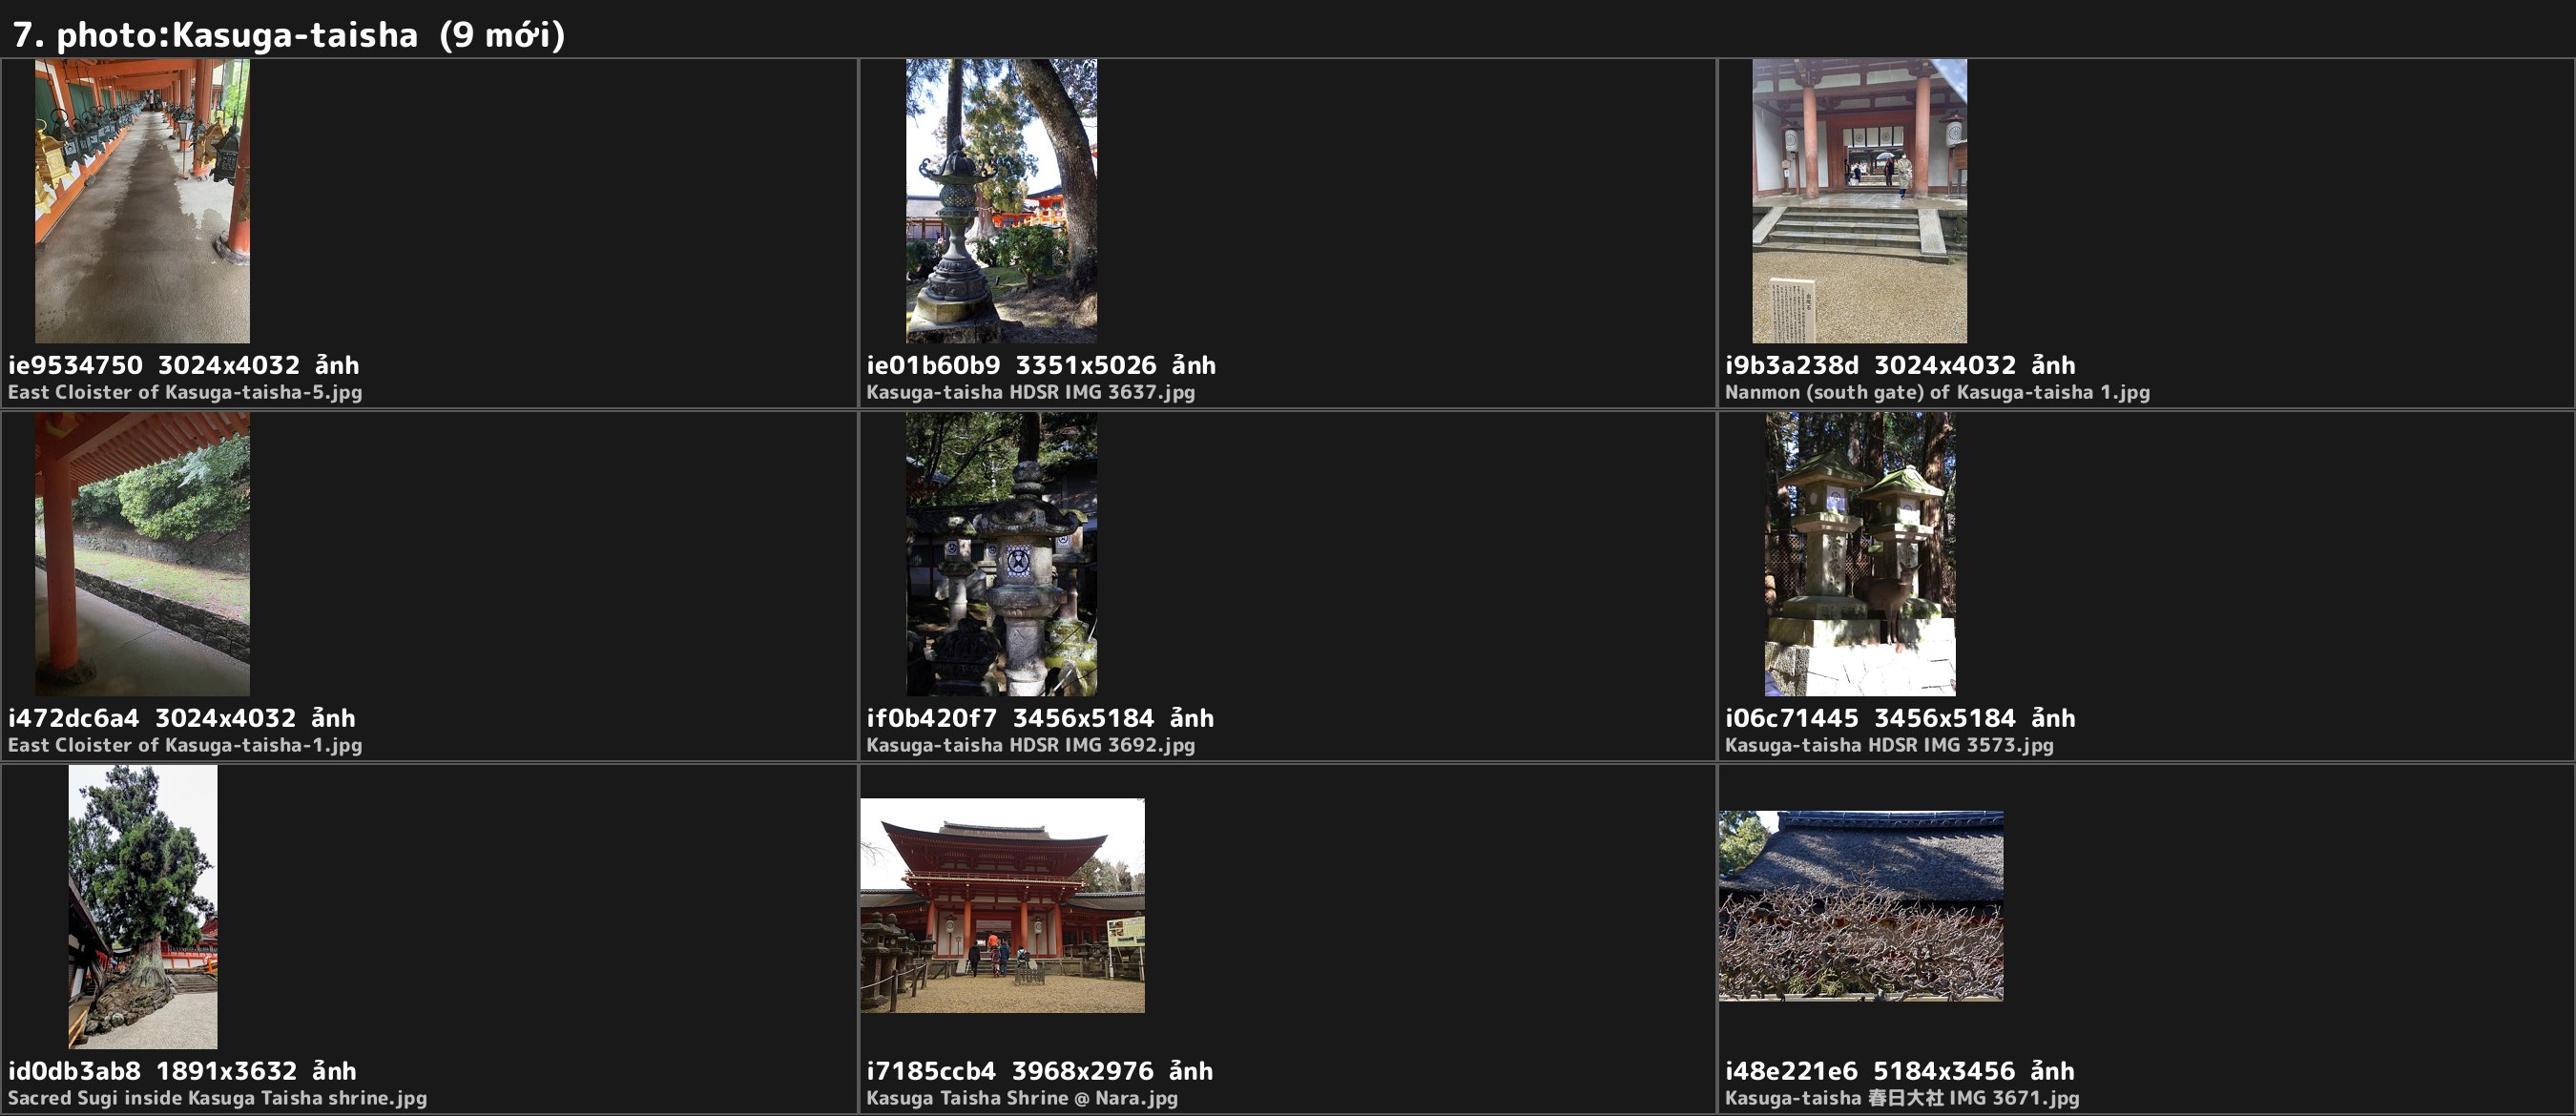 7. photo:Kasuga-taisha (9 mới)
ie9534750 3024x4032 ảnh
East Cloister of Kasuga-taisha-5.jpg
ie01b60b9 3351x5026 ảnh
Kasuga-taisha HDSR IMG 3637.jpg
i9b3a238d 3024x4032 ảnh
Nanmon (south gate) of Kasuga-taisha 1.jpg
i472dc6a4 3024x4032 ảnh
East Cloister of Kasuga-taisha-1.jpg
if0b420f7 3456x5184 ảnh
Kasuga-taisha HDSR IMG 3692.jpg
i06c71445 3456x5184 ảnh
Kasuga-taisha HDSR IMG 3573.jpg
id0db3ab8 1891x3632 ảnh
Sacred Sugi inside Kasuga Taisha shrine.jpg
i7185ccb4 3968x2976 ảnh
Kasuga Taisha Shrine @ Nara.jpg
i48e221e6 5184x3456 ảnh
Kasuga-taisha 春日大社 IMG 3671.jpg